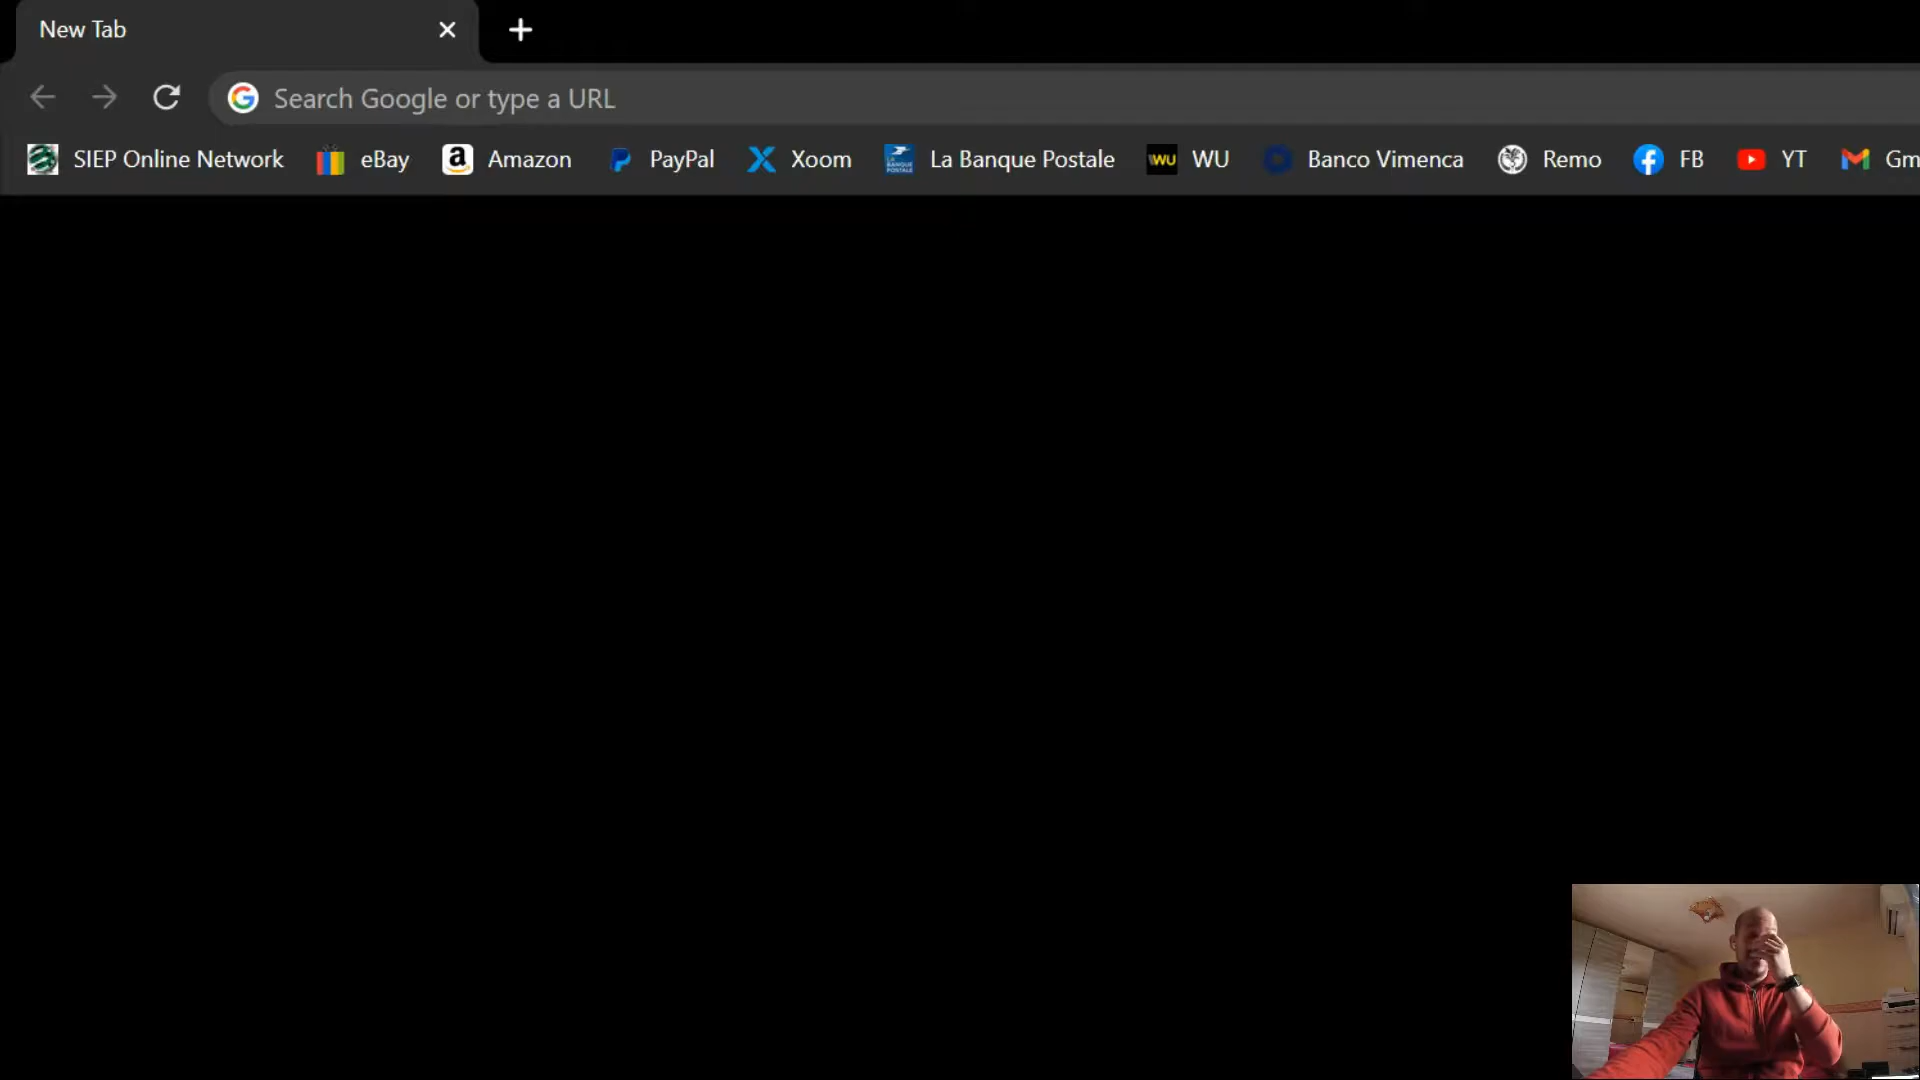 New Tab
Search Google or type a URL
SIEP Online Network eBay Amazon PayPal Xoom La Banque Postale WU Banco Vimenca Remo FB YT Gm